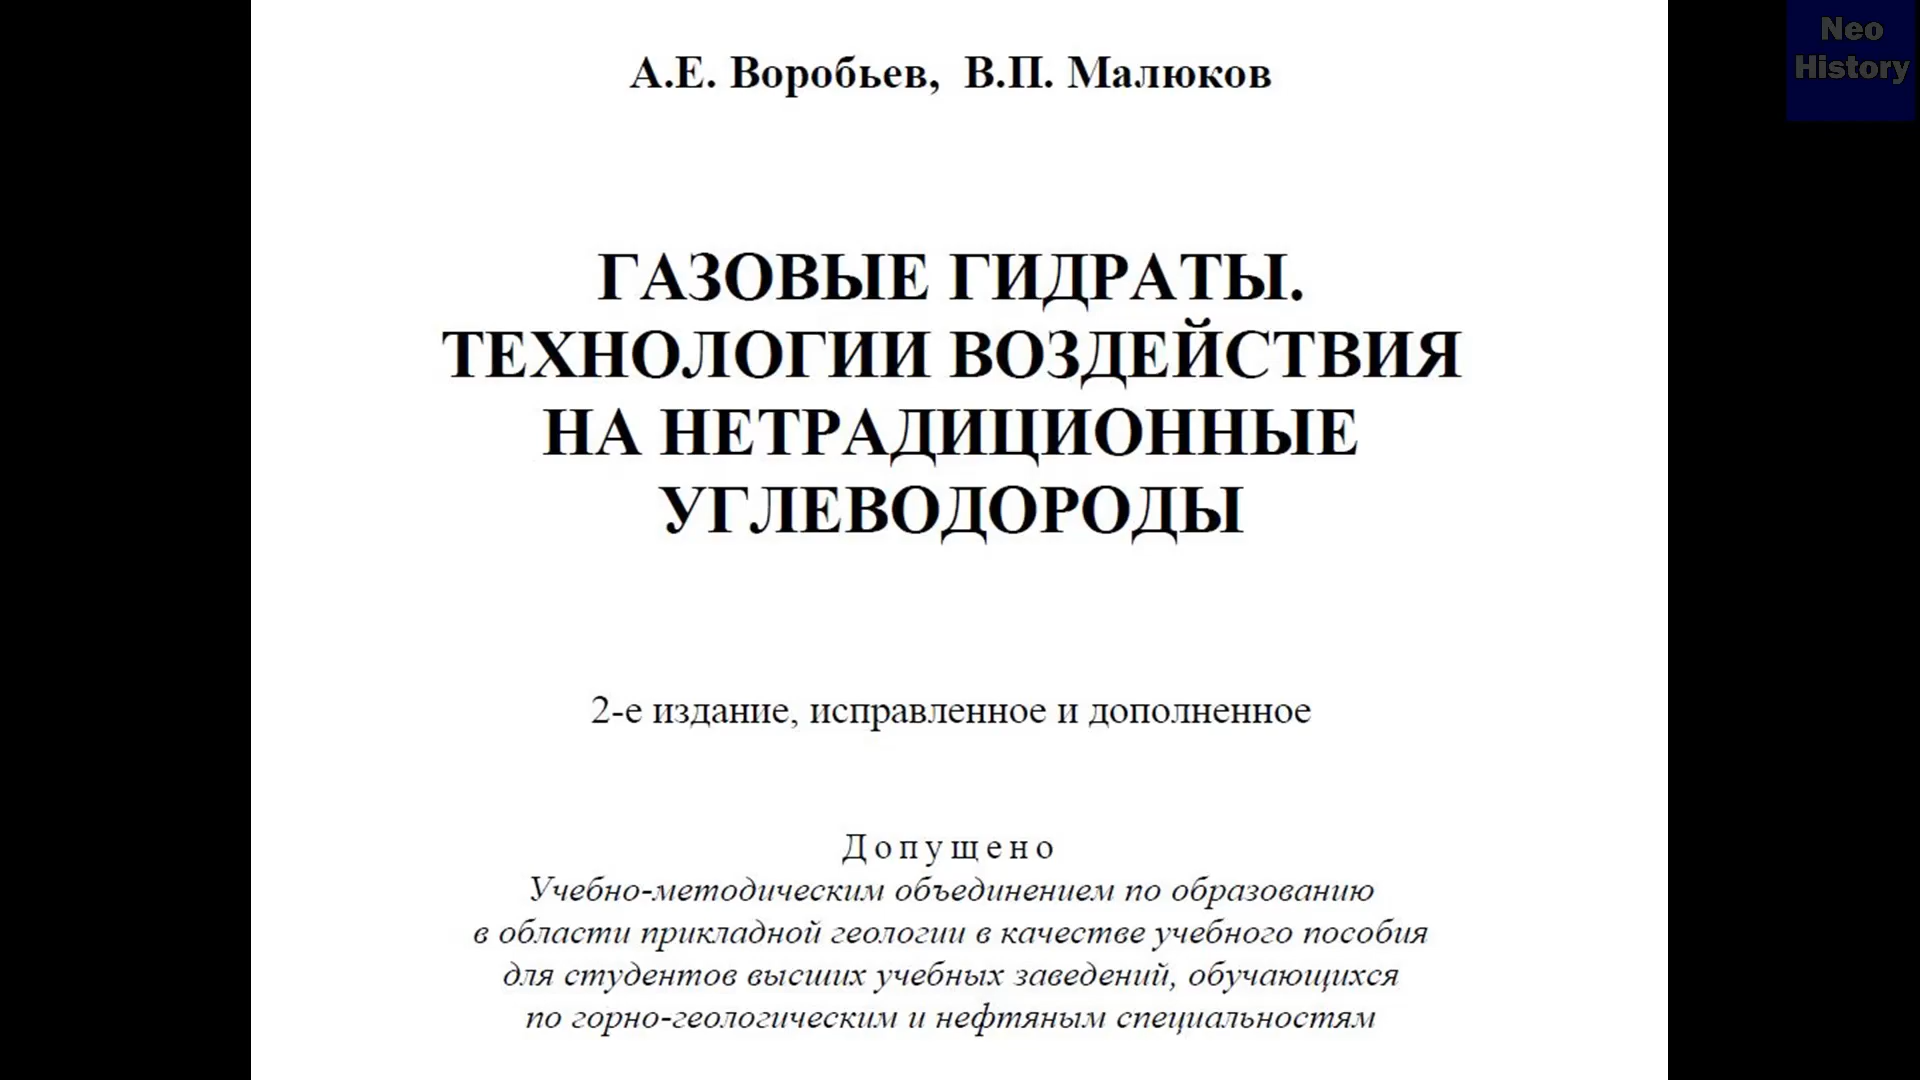 Neo
History
А.Е. Воробьев, В.П. Малюков
ГАЗОВЫЕ ГИДРАТЫ.
ТЕХНОЛОГИИ ВОЗДЕЙСТВИЯ
НА НЕТРАДИЦИОННЫЕ
УГЛЕВОДОРОДЫ
2-е издание, исправленное и дополненное
Допущено
Учебно-методическим объединением по образованию
в области прикладной геологии в качестве учебного пособия
для студентов высших учебных заведений, обучающихся
по горно-геологическим и нефтяным специальностям